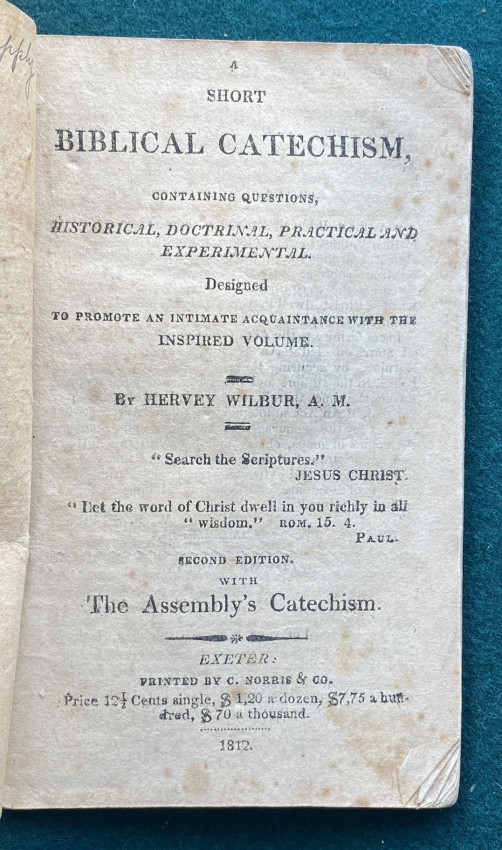 A
SHORT
BIBLICAL CATECHISM,
CONTAINING QUESTIONS,
HISTORICAL, DOCTRINAL, PRACTICAL AND
EXPERIMENTAL.
Designed
TO PROMOTE AN INTIMATE ACQUAINTANCE WITH THE
INSPIRED VOLUME.
BY HERVEY WILBUR, A. M.
"Search the Scriptures."
JESUS CHRIST.
"Let the word of Christ dwell in you richly in all
"wisdom." ROM. 15. 4.
PAUL.
SECOND EDITION.
WITH
The Assembly's Catechism.
EXETER:
PRINTED BY C. NORRIS & CO.
Price 12½ Cents single, $ 1,20 a dozen, $7,75 a hun-
dred, $ 70 a thousand.
1812.